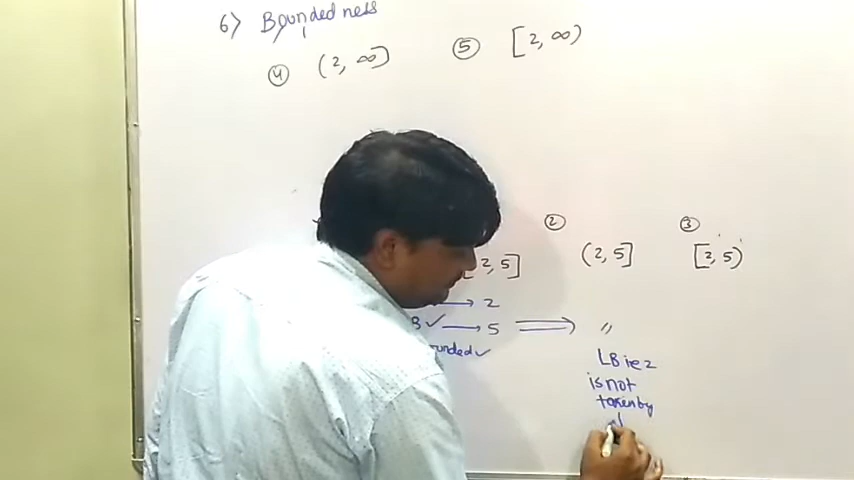 6) Boundedness
④ (2, ∞] ⑤ [2, ∞)
② ③
[2, 5] (2, 5] [2, 5)
→ 2
B ✓ → 5 ⇒ 〃
ounded ✓
LB ie 2
is not
taken by